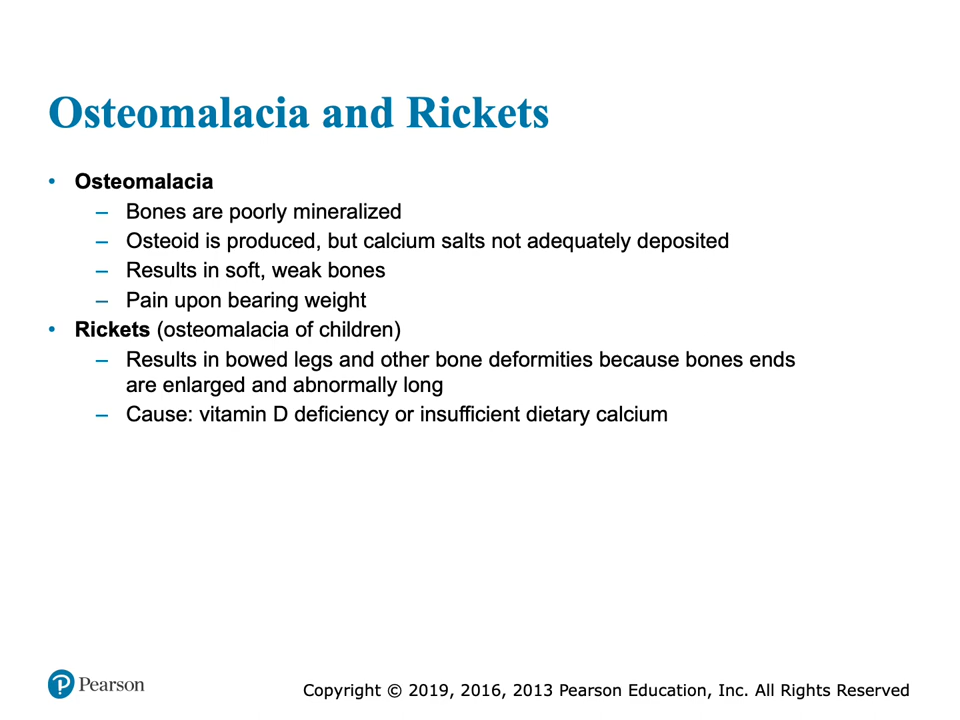 Osteomalacia and Rickets
• Osteomalacia
– Bones are poorly mineralized
– Osteoid is produced, but calcium salts not adequately deposited
– Results in soft, weak bones
– Pain upon bearing weight
• Rickets (osteomalacia of children)
– Results in bowed legs and other bone deformities because bones ends
are enlarged and abnormally long
– Cause: vitamin D deficiency or insufficient dietary calcium
Pearson
Copyright © 2019, 2016, 2013 Pearson Education, Inc. All Rights Reserved